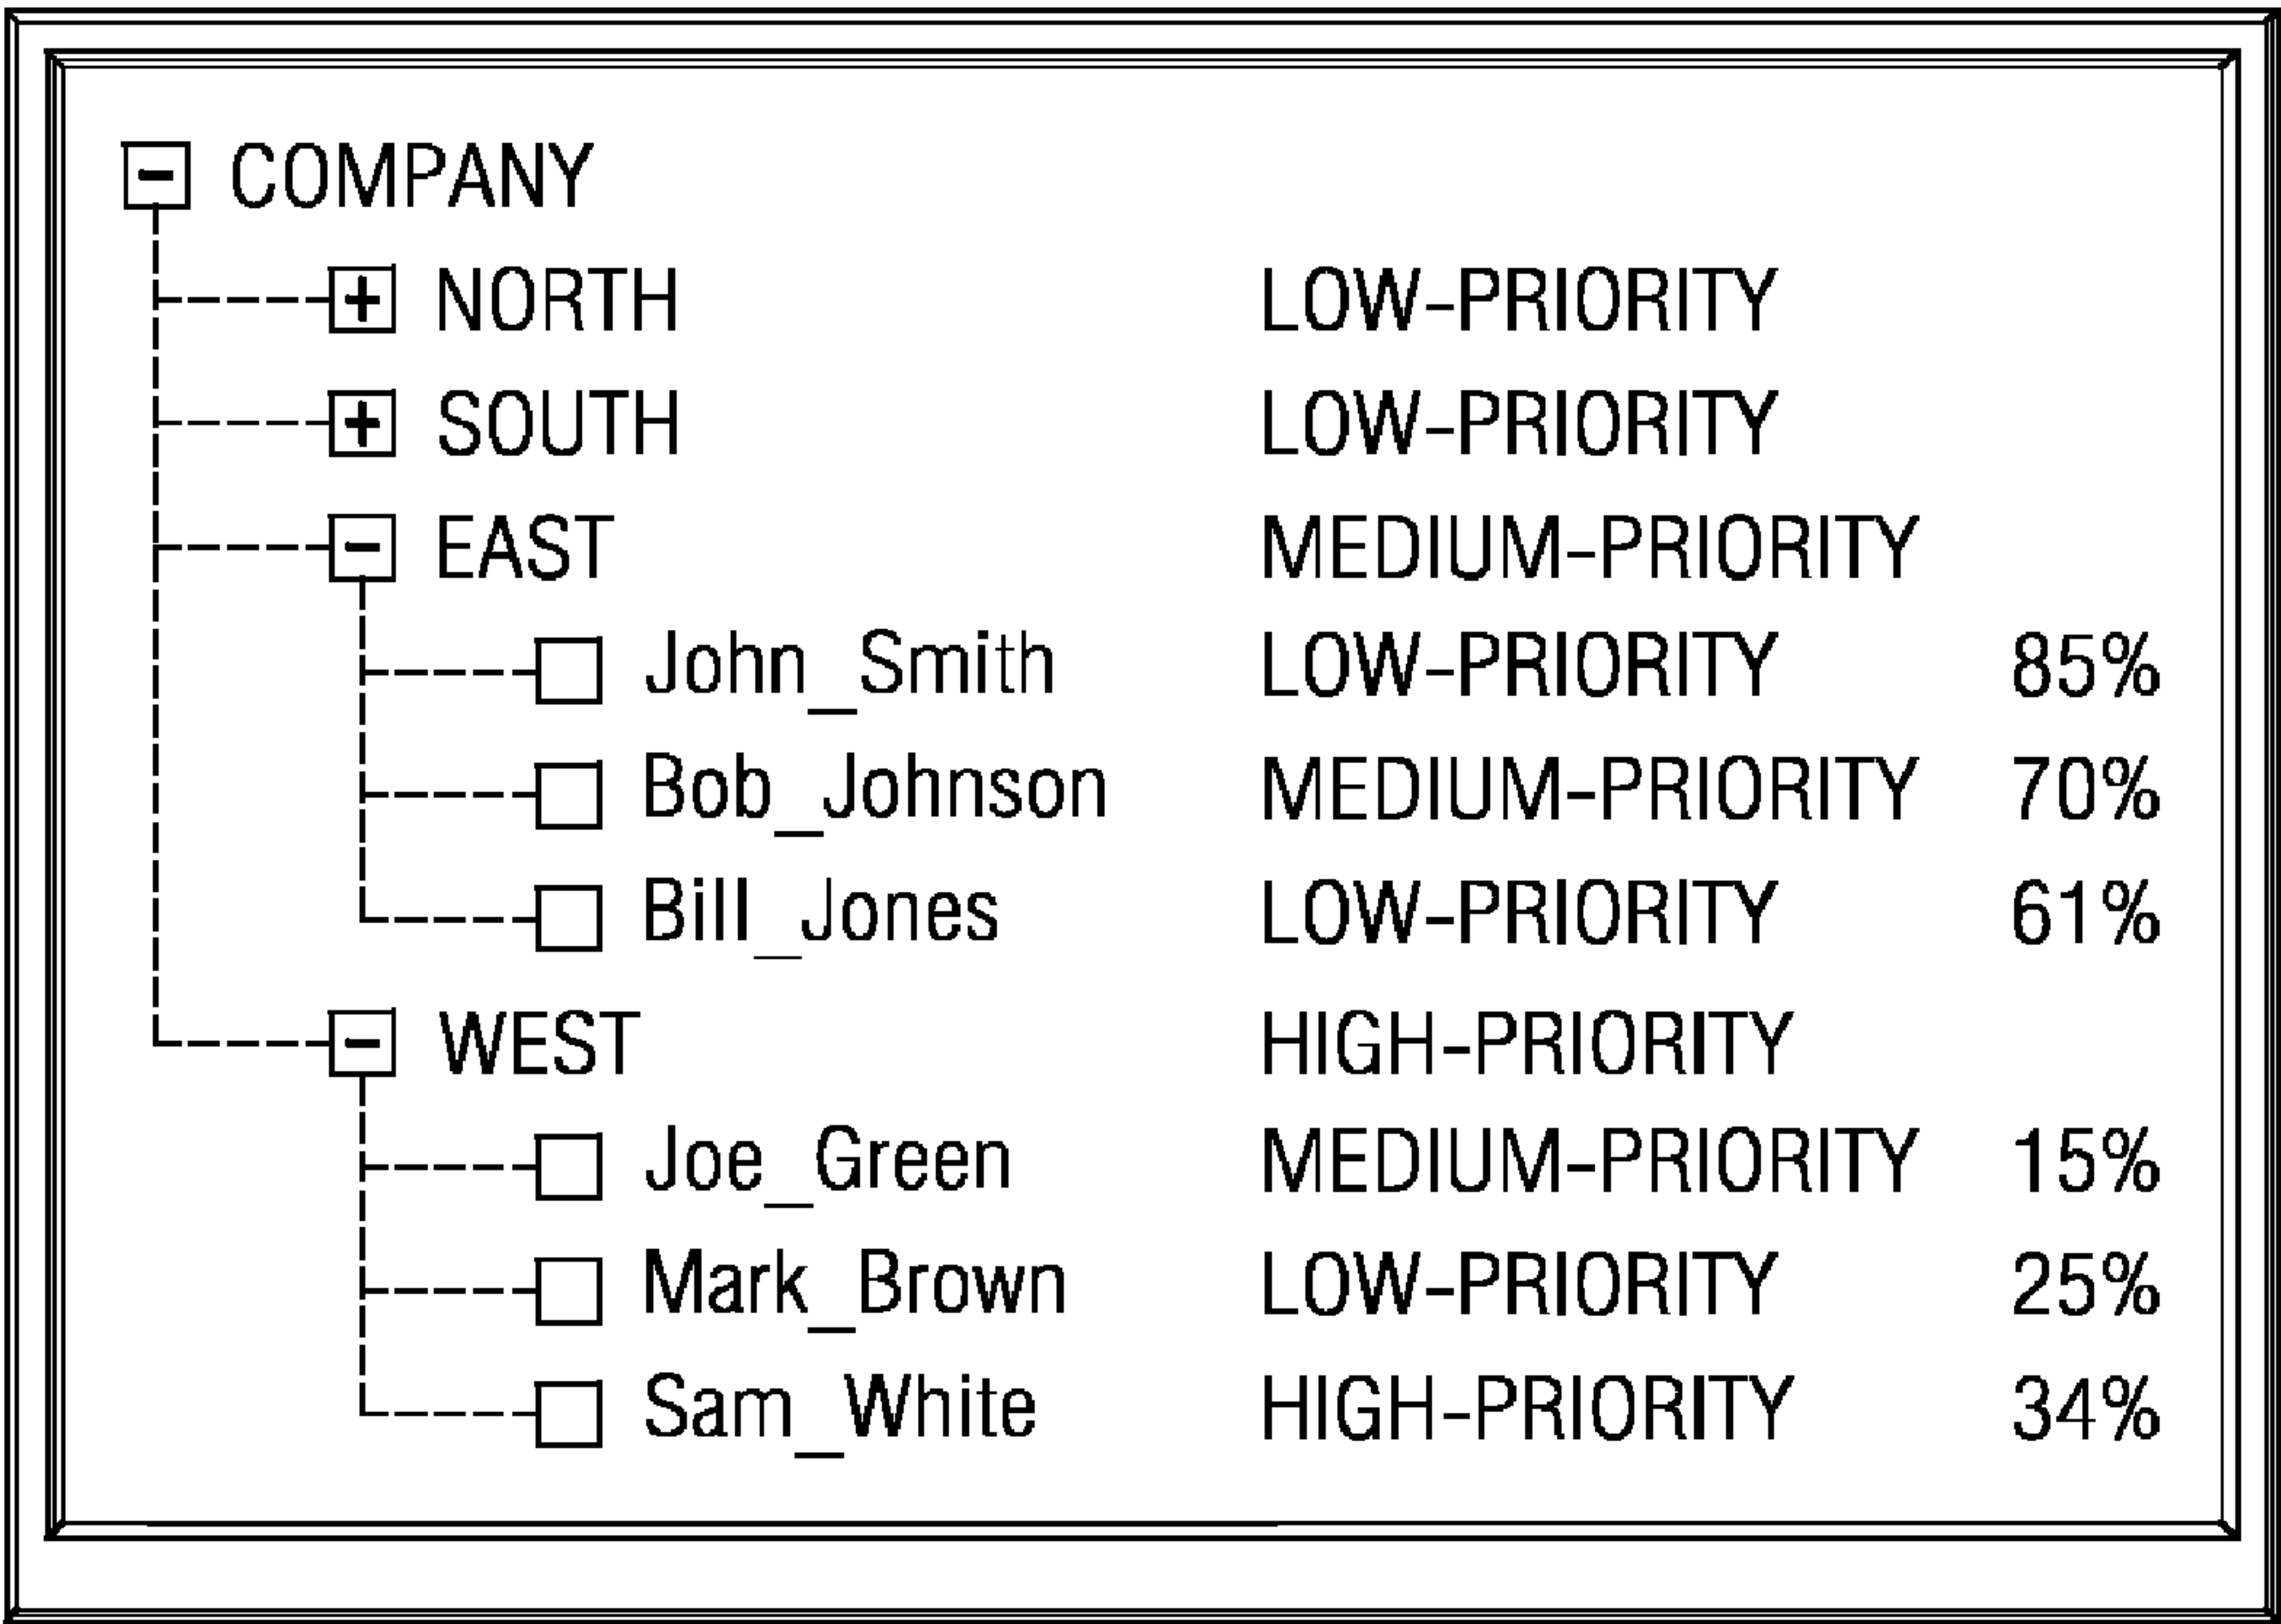 COMPANY
NORTH LOW-PRIORITY
SOUTH LOW-PRIORITY
EAST MEDIUM-PRIORITY
John_Smith LOW-PRIORITY 85%
Bob_Johnson MEDIUM-PRIORITY 70%
Bill_Jones LOW-PRIORITY 61%
WEST HIGH-PRIORITY
Joe_Green MEDIUM-PRIORITY 15%
Mark_Brown LOW-PRIORITY 25%
Sam_White HIGH-PRIORITY 34%